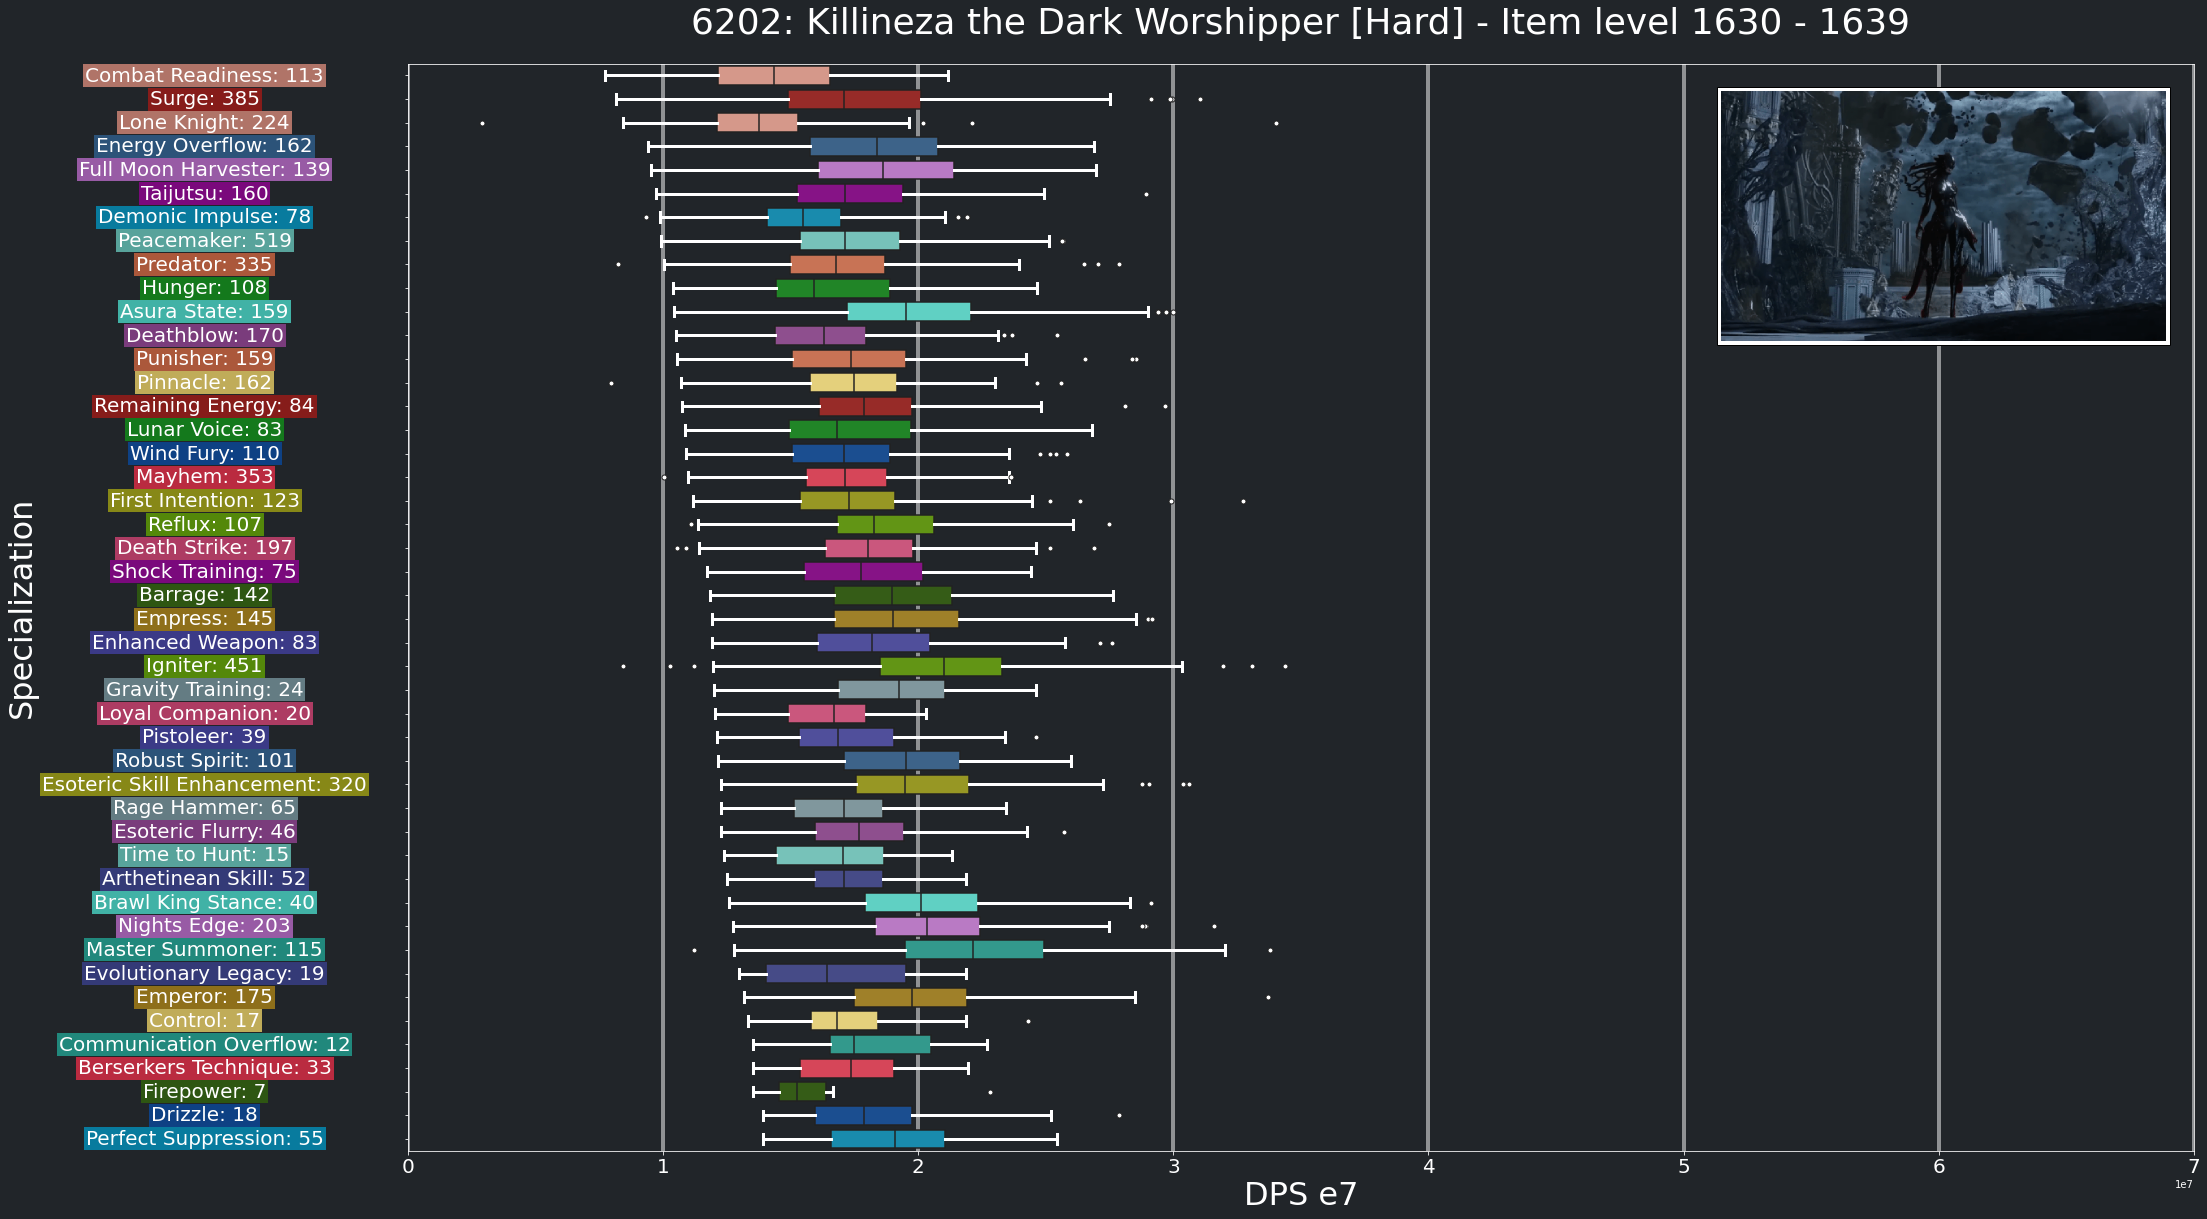 6202: Killineza the Dark Worshipper [Hard] - Item level 1630 - 1639
Specialization
Combat Readiness: 113
Surge: 385
Lone Knight: 224
Energy Overflow: 162
Full Moon Harvester: 139
Taijutsu: 160
Demonic Impulse: 78
Peacemaker: 519
Predator: 335
Hunger: 108
Asura State: 159
Deathblow: 170
Punisher: 159
Pinnacle: 162
Remaining Energy: 84
Lunar Voice: 83
Wind Fury: 110
Mayhem: 353
First Intention: 123
Reflux: 107
Death Strike: 197
Shock Training: 75
Barrage: 142
Empress: 145
Enhanced Weapon: 83
Igniter: 451
Gravity Training: 24
Loyal Companion: 20
Pistoleer: 39
Robust Spirit: 101
Esoteric Skill Enhancement: 320
Rage Hammer: 65
Esoteric Flurry: 46
Time to Hunt: 15
Arthetinean Skill: 52
Brawl King Stance: 40
Nights Edge: 203
Master Summoner: 115
Evolutionary Legacy: 19
Emperor: 175
Control: 17
Communication Overflow: 12
Berserkers Technique: 33
Firepower: 7
Drizzle: 18
Perfect Suppression: 55
0 1 2 3 4 5 6 7
1e7
DPS e7